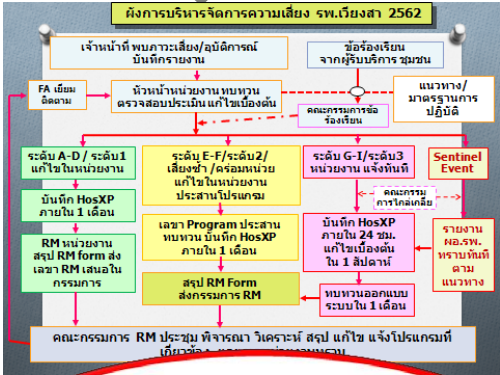 ผังการบริหารจัดการความเสี่ยง รพ.เวียงสา 2562
เจ้าหน้าที่ พบภาวะเสี่ยง/อุบัติการณ์
บันทึกรายงาน
ข้อร้องเรียน
จากผู้รับบริการ ชุมชน
FA เยี่ยม
ติดตาม
หัวหน้าหน่วยงาน ทบทวน
ตรวจสอบประเมิน แก้ไขเบื้องต้น
แนวทาง/
มาตรฐานการ
ปฏิบัติ
คณะกรรมการข้อ
ร้องเรียน
ระดับ A-D / ระดับ1
แก้ไขในหน่วยงาน
ระดับ E-F/ระดับ2/
เสี่ยงซ้ำ /คร่อมหน่วย
แก้ไขในหน่วยงาน
ประสานโปรแกรม
ระดับ G-I/ระดับ3
หน่วยงาน แจ้งทันที
Sentinel
Event
คณะกรรม
การไกล่เกลี่ย
บันทึก HosXP
ภายใน 1 เดือน
เลขา Program ประสาน
ทบทวน บันทึก HosXP
ภายใน 1 เดือน
บันทึก HosXP
ภายใน 24 ชม.
แก้ไขเบื้องต้น
ใน 1 สัปดาห์
รายงาน
ผอ.รพ.
ทราบทันที
ตาม
แนวทาง
RM หน่วยงาน
สรุป RM form ส่ง
เลขา RM เสนอใน
กรรมการ
สรุป RM Form
ส่งกรรมการ RM
ทบทวนออกแบบ
ระบบใน 1 เดือน
คณะกรรมการ RM ประชุม พิจารณา วิเคราะห์ สรุป แก้ไข แจ้งโปรแกรมที่